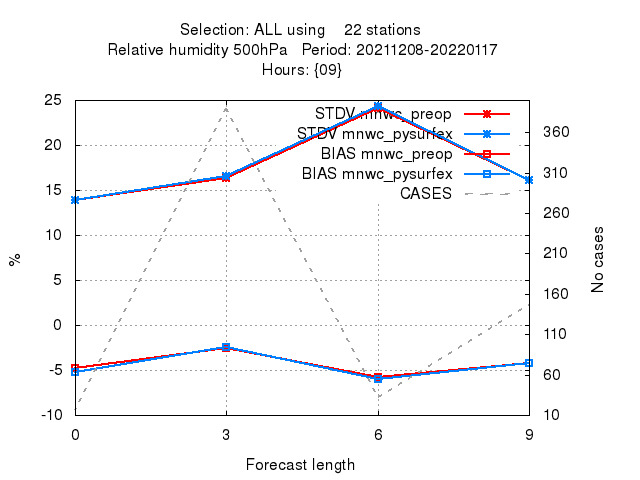 Selection: ALL using 22 stations
Relative humidity 500hPa Period: 20211208-20220117
Hours: {09}
STDV mnwc_preop
STDV mnwc_pysurfex
BIAS mnwc_preop
BIAS mnwc_pysurfex
CASES
25
20
15
10
5
0
-5
-10
%
360
310
260
210
160
110
60
10
No cases
0 3 6 9
Forecast length